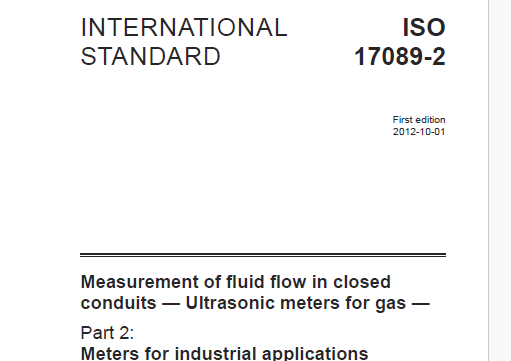 INTERNATIONAL
STANDARD
ISO
17089-2
First edition
2012-10-01
Measurement of fluid flow in closed
conduits — Ultrasonic meters for gas —
Part 2:
Meters for industrial applications